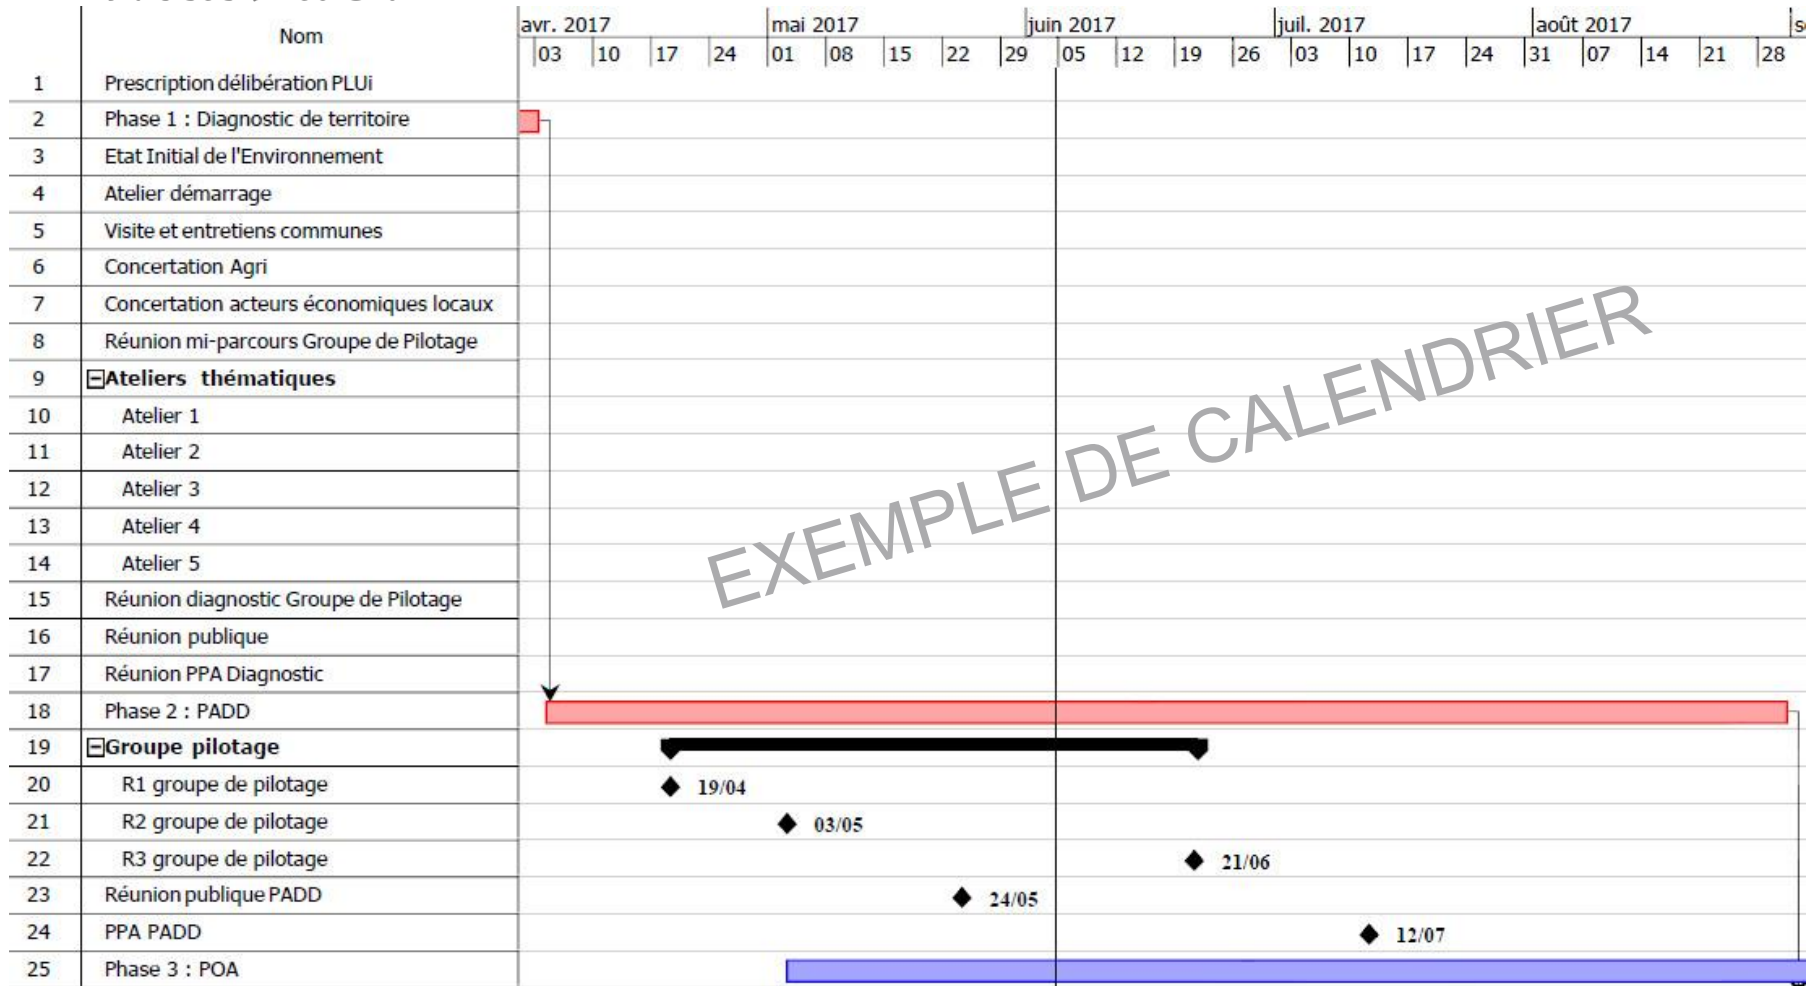 Nom
avr. 2017 mai 2017 juin 2017 juil. 2017 août 2017
03 10 17 24 01 08 15 22 29 05 12 19 26 03 10 17 24 31 07 14 21 28
1 Prescription délibération PLUi
2 Phase 1 : Diagnostic de territoire
3 Etat Initial de l'Environnement
4 Atelier démarrage
5 Visite et entretiens communes
6 Concertation Agri
7 Concertation acteurs économiques locaux
8 Réunion mi-parcours Groupe de Pilotage
9 Ateliers thématiques
10 Atelier 1
11 Atelier 2
12 Atelier 3
13 Atelier 4
14 Atelier 5
15 Réunion diagnostic Groupe de Pilotage
16 Réunion publique
17 Réunion PPA Diagnostic
18 Phase 2 : PADD
19 Groupe pilotage
20 R1 groupe de pilotage 19/04
21 R2 groupe de pilotage 03/05
22 R3 groupe de pilotage 21/06
23 Réunion publique PADD 24/05
24 PPA PADD 12/07
25 Phase 3 : POA
EXEMPLE DE CALENDRIER